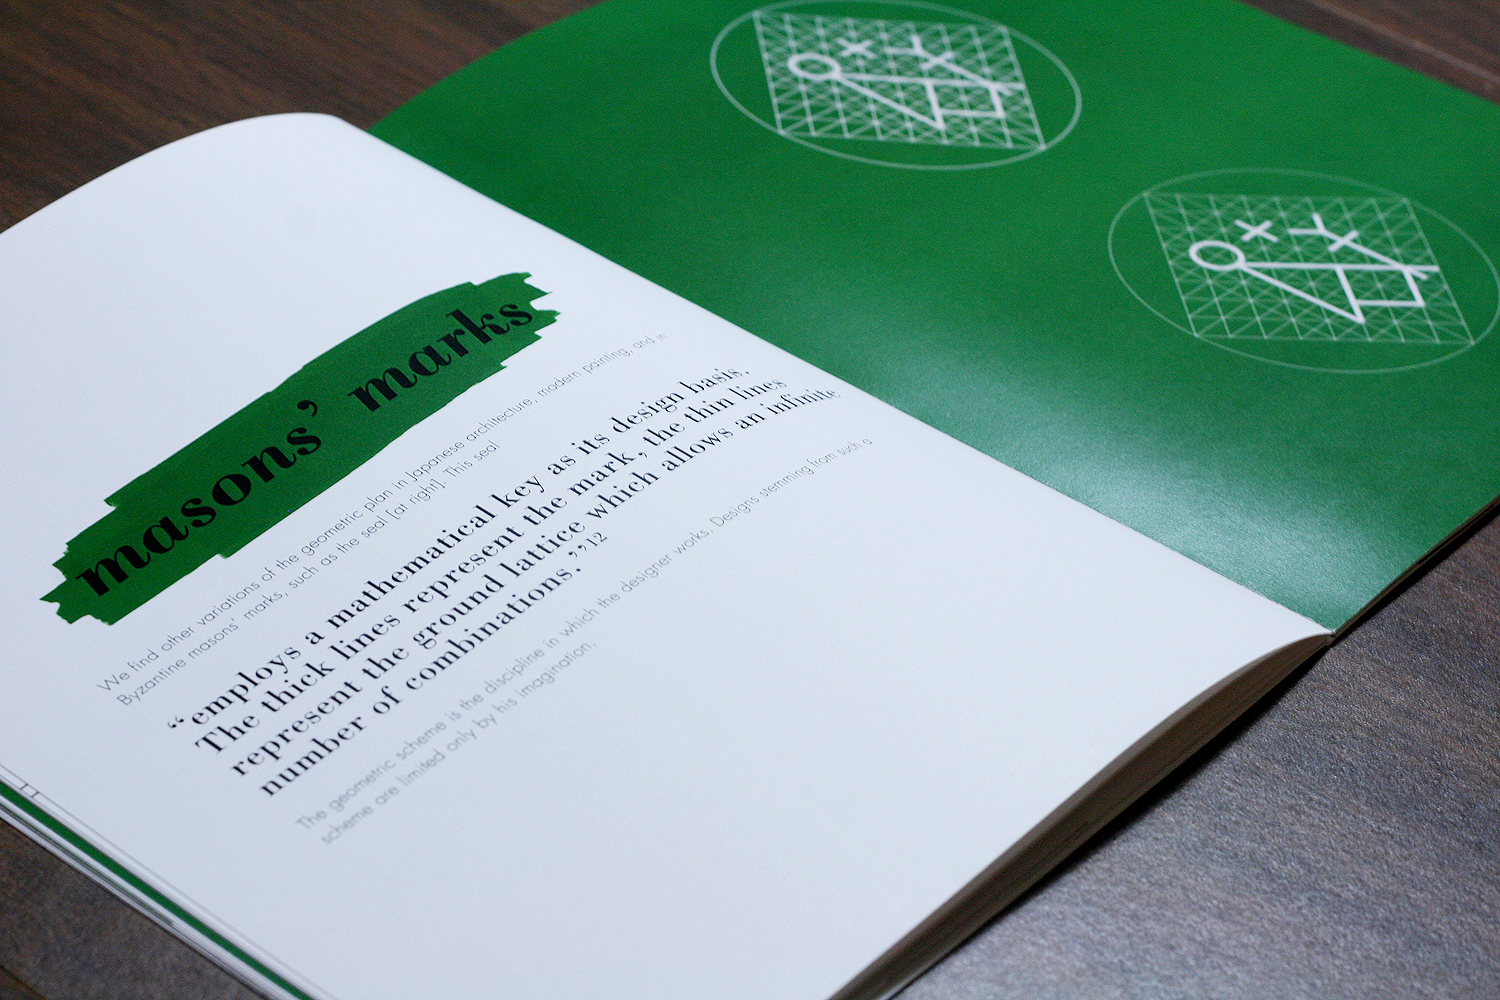 masons’ marks
We find other variations of the geometric plan in Japanese architecture, modern painting, and in
Byzantine masons’ marks, such as the seal [at right]. This seal
“employs a mathematical key as its design basis.
The thick lines represent the mark, the thin lines
represent the ground lattice which allows an infinite
number of combinations.”12
The geometric scheme is the discipline in which the designer works. Designs stemming from such a
scheme are limited only by his imagination.